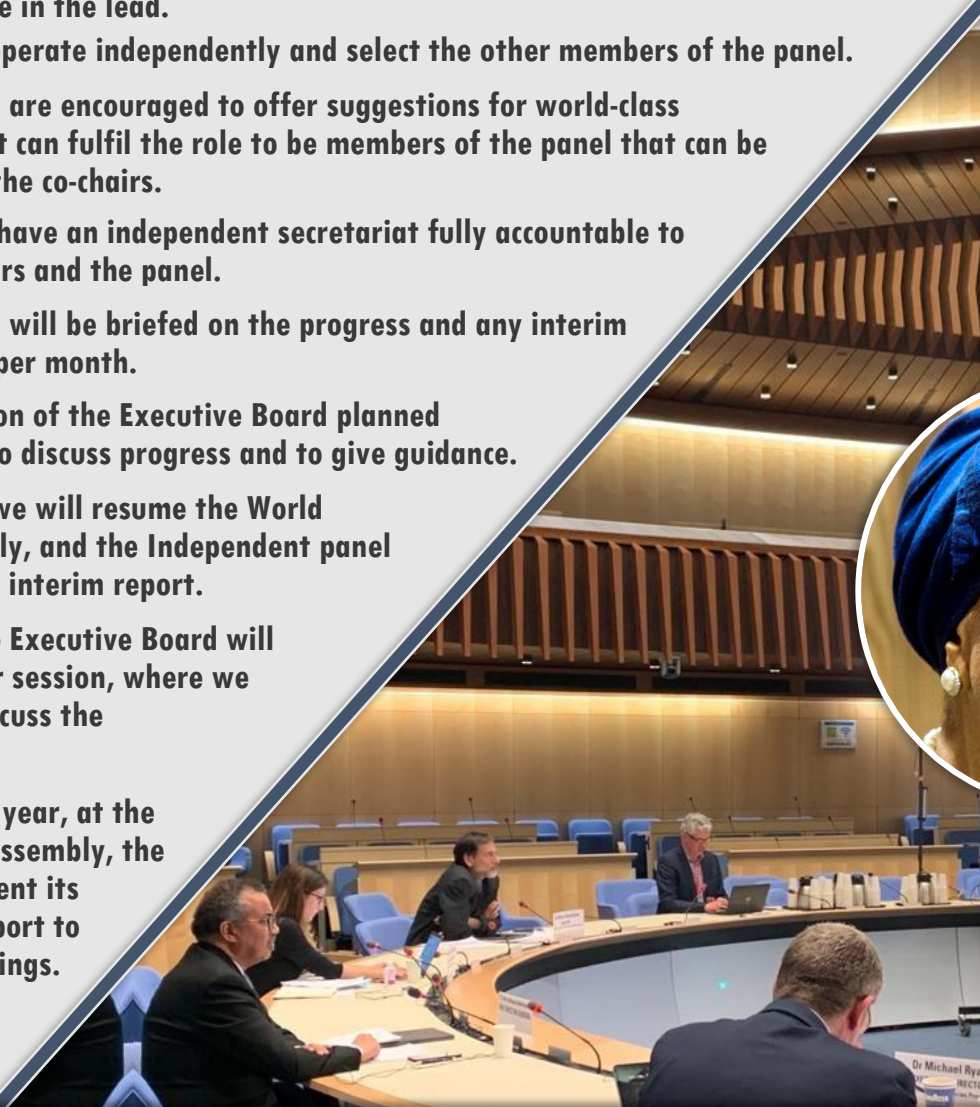 e in the lead.
perate independently and select the other members of the panel.
are encouraged to offer suggestions for world-class
t can fulfil the role to be members of the panel that can be
the co-chairs.
have an independent secretariat fully accountable to
rs and the panel.
will be briefed on the progress and any interim
per month.
on of the Executive Board planned
o discuss progress and to give guidance.
we will resume the World
ly, and the Independent panel
interim report.
e Executive Board will
r session, where we
cuss the
year, at the
ssembly, the
ent its
port to
ings.
Dr Michael Rya